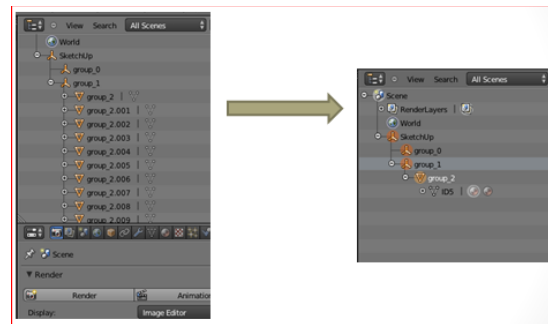 View Search All Scenes
World
SketchUp
group_0
group_1
group_2
group_2.001
group_2.002
group_2.003
group_2.004
group_2.005
group_2.006
group_2.007
group_2.008
group_2.009
Scene
Render
Render Animation
Display: Image Editor
View Search All Scenes
Scene
RenderLayers
World
SketchUp
group_0
group_1
group_2
ID5